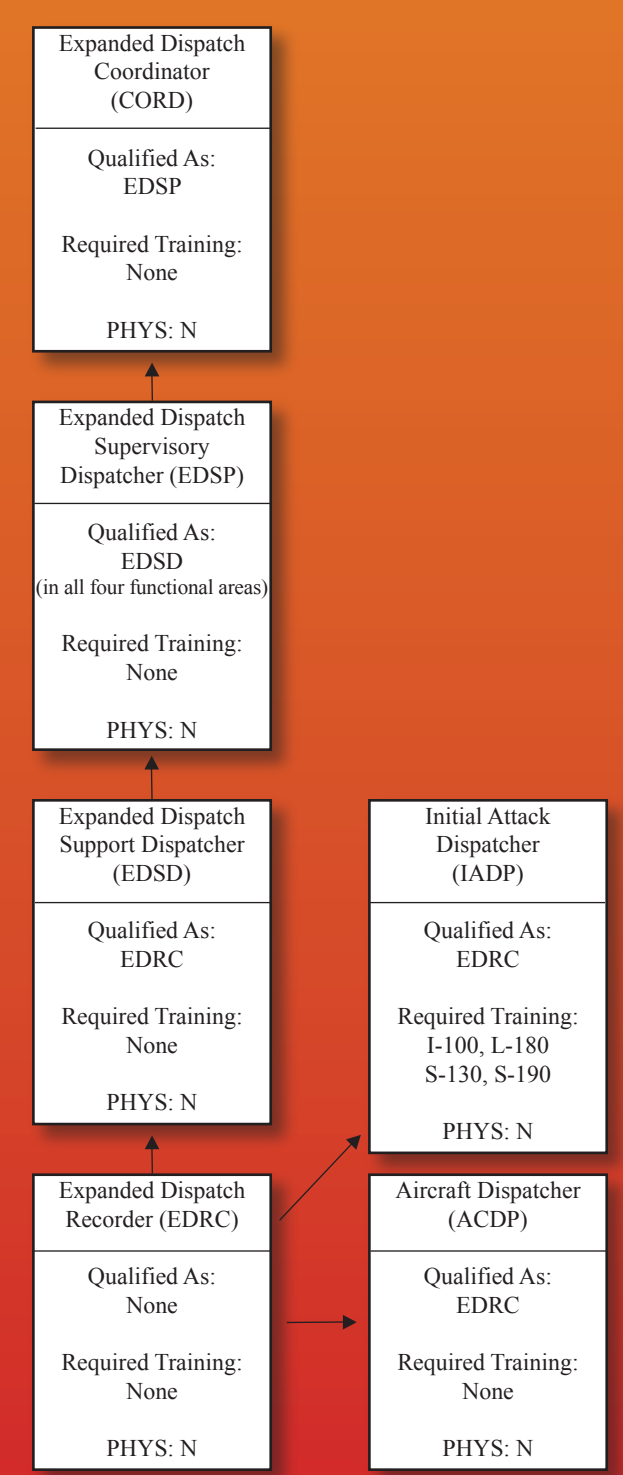 Expanded Dispatch
Coordinator
(CORD)
Qualified As:
EDSP
Required Training:
None
PHYS: N
Expanded Dispatch
Supervisory
Dispatcher (EDSP)
Qualified As:
EDSD
(in all four functional areas)
Required Training:
None
PHYS: N
Expanded Dispatch
Support Dispatcher
(EDSD)
Qualified As:
EDRC
Required Training:
None
PHYS: N
Initial Attack
Dispatcher
(IADP)
Qualified As:
EDRC
Required Training:
I-100, L-180
S-130, S-190
PHYS: N
Expanded Dispatch
Recorder (EDRC)
Qualified As:
None
Required Training:
None
PHYS: N
Aircraft Dispatcher
(ACDP)
Qualified As:
EDRC
Required Training:
None
PHYS: N